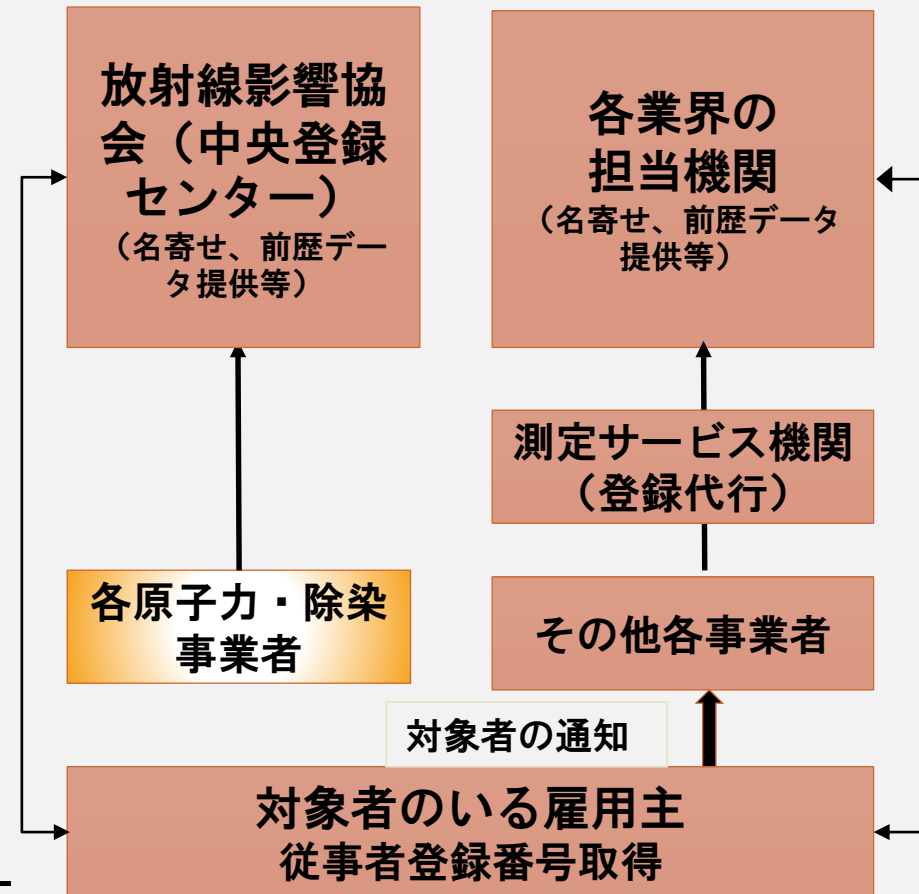 放射線影響協
会（中央登録
センター）
（名寄せ、前歴デー
タ提供等）
各業界の
担当機関
（名寄せ、前歴データ
提供等）
測定サービス機関
（登録代行）
各原子力・除染
事業者
その他各事業者
対象者の通知
対象者のいる雇用主
従事者登録番号取得